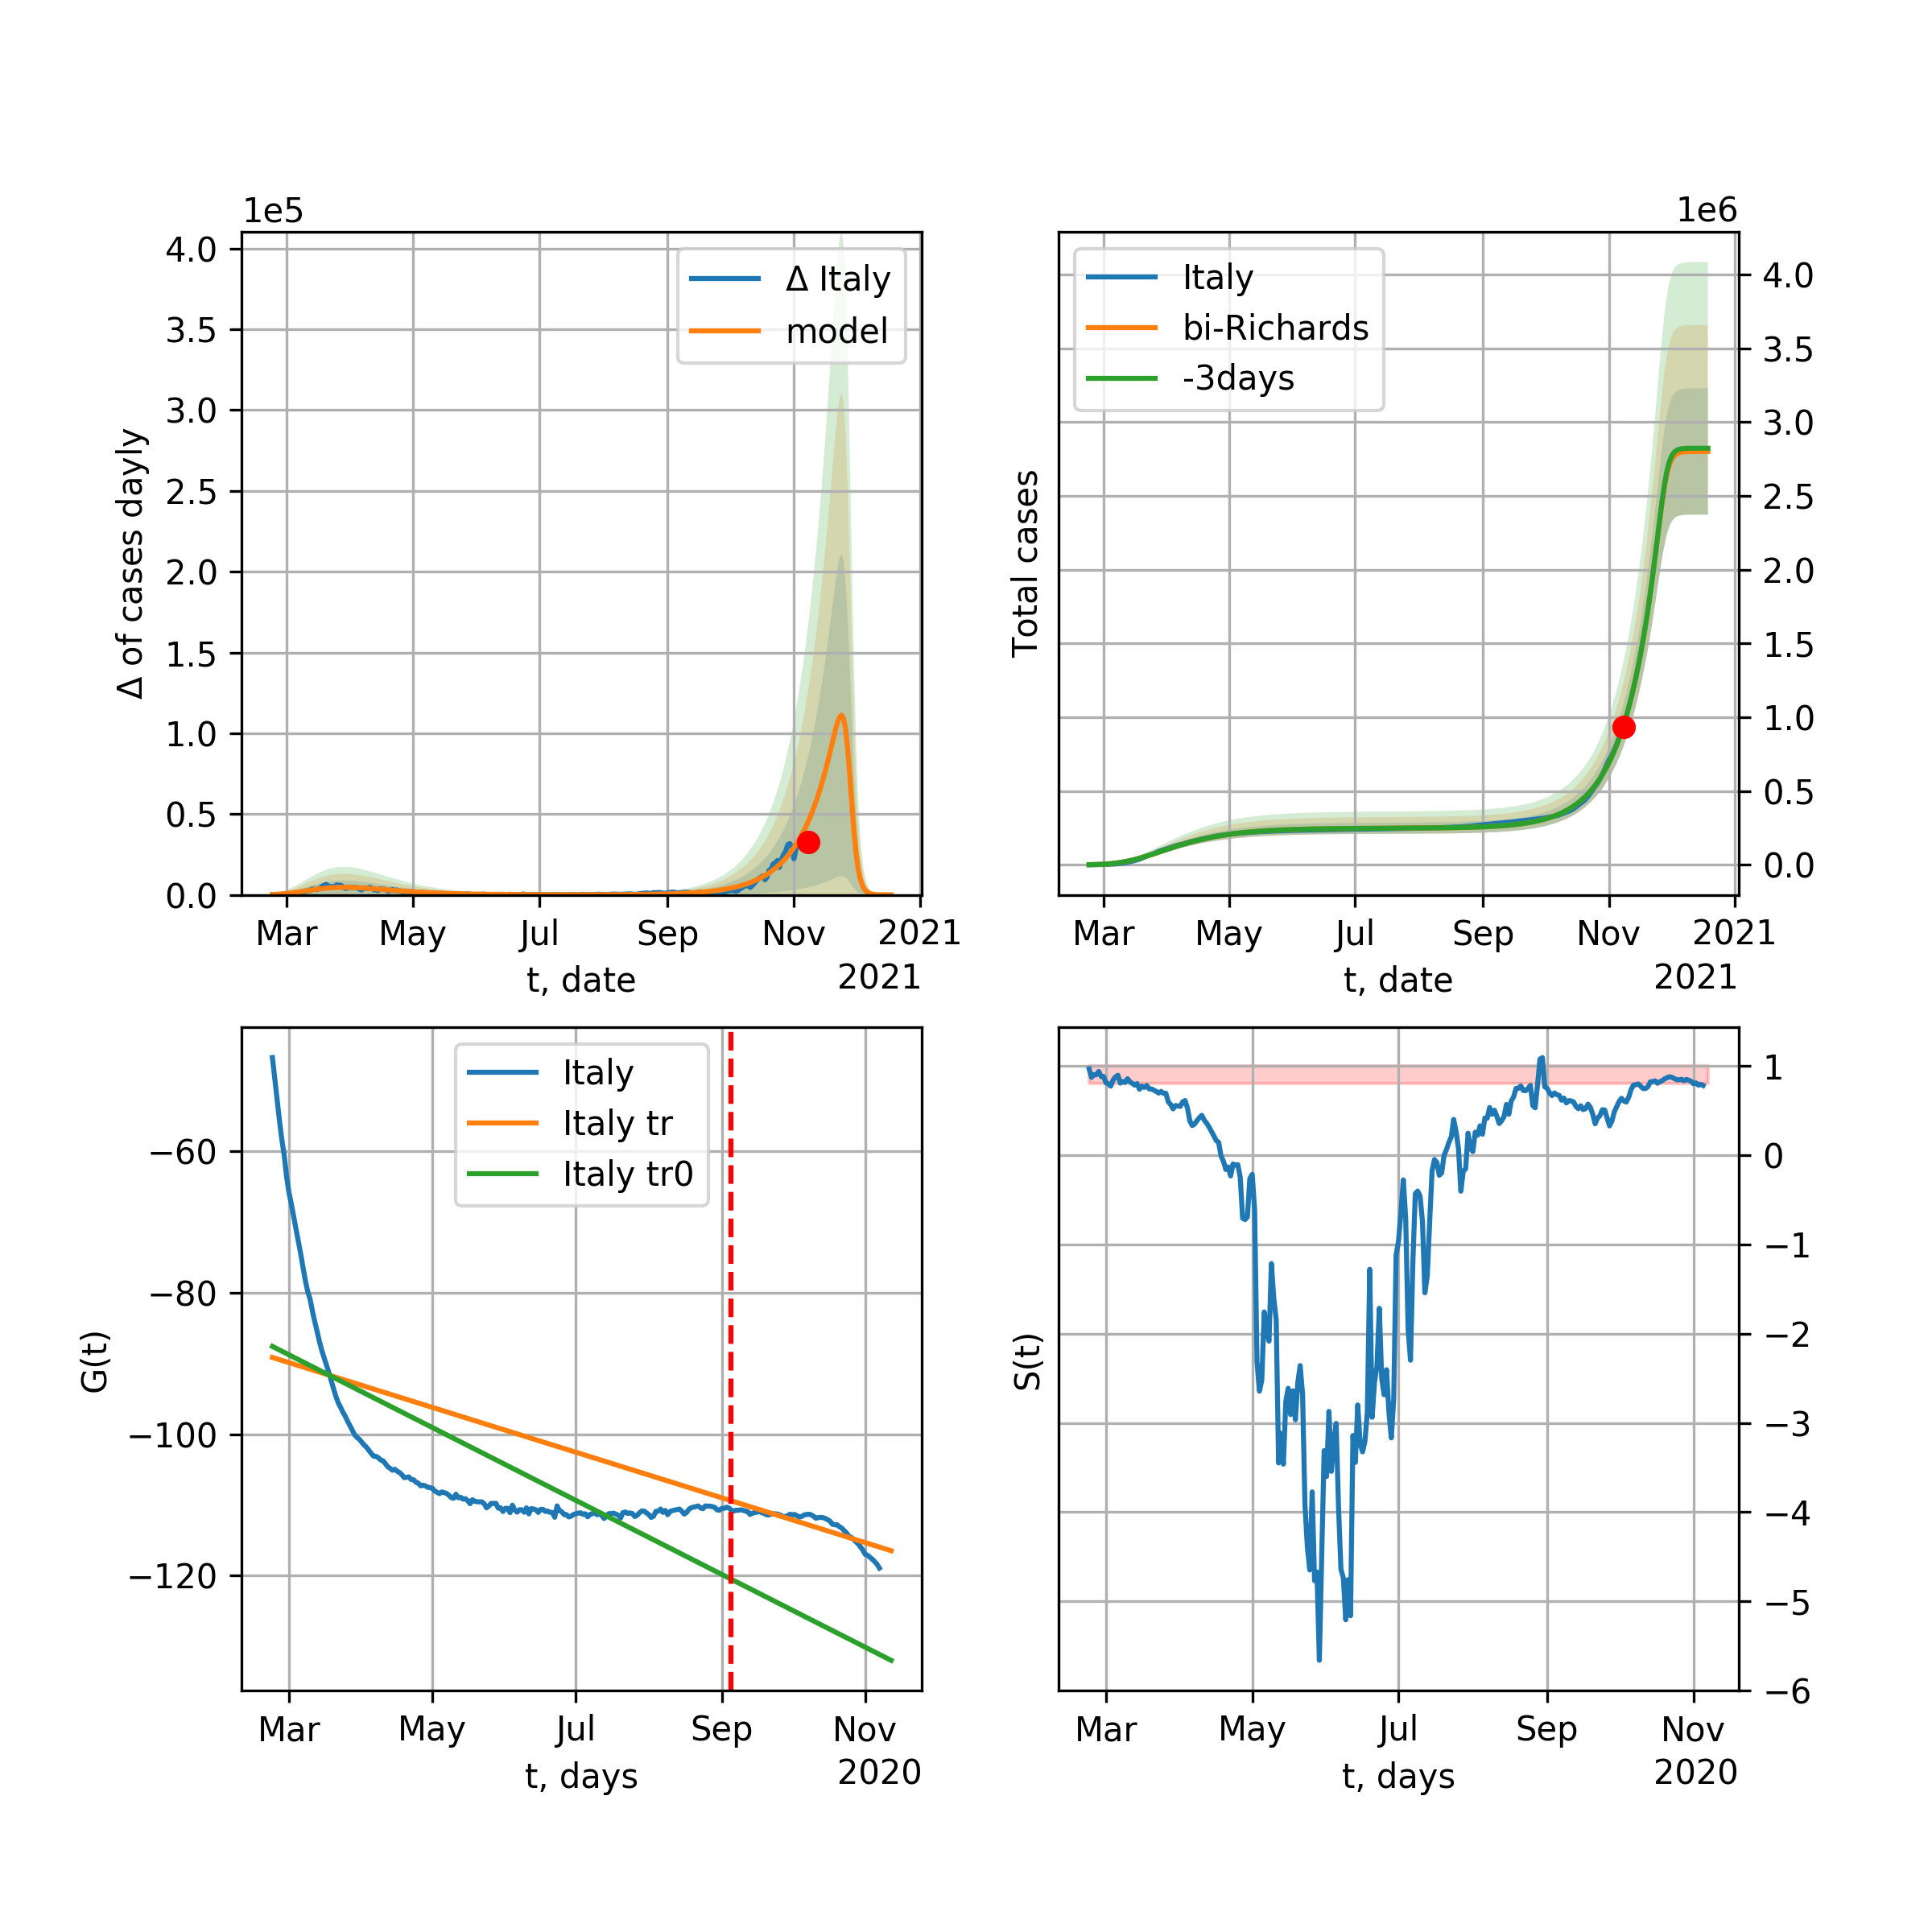 1e5
4.0
3.5
3.0
2.5
2.0
1.5
1.0
0.5
0.0
Δ of cases dayly
Δ Italy
model
Mar May Jul Sep Nov 2021
t, date
2021
1e6
4.0
3.5
3.0
2.5
2.0
1.5
1.0
0.5
0.0
Total cases
Italy
bi-Richards
-3days
Mar May Jul Sep Nov 2021
t, date
2021
−60
−80
−100
−120
G(t)
Italy
Italy tr
Italy tr0
Mar May Jul Sep Nov
t, days
2020
1
0
−1
−2
−3
−4
−5
−6
S(t)
Mar May Jul Sep Nov
t, days
2020